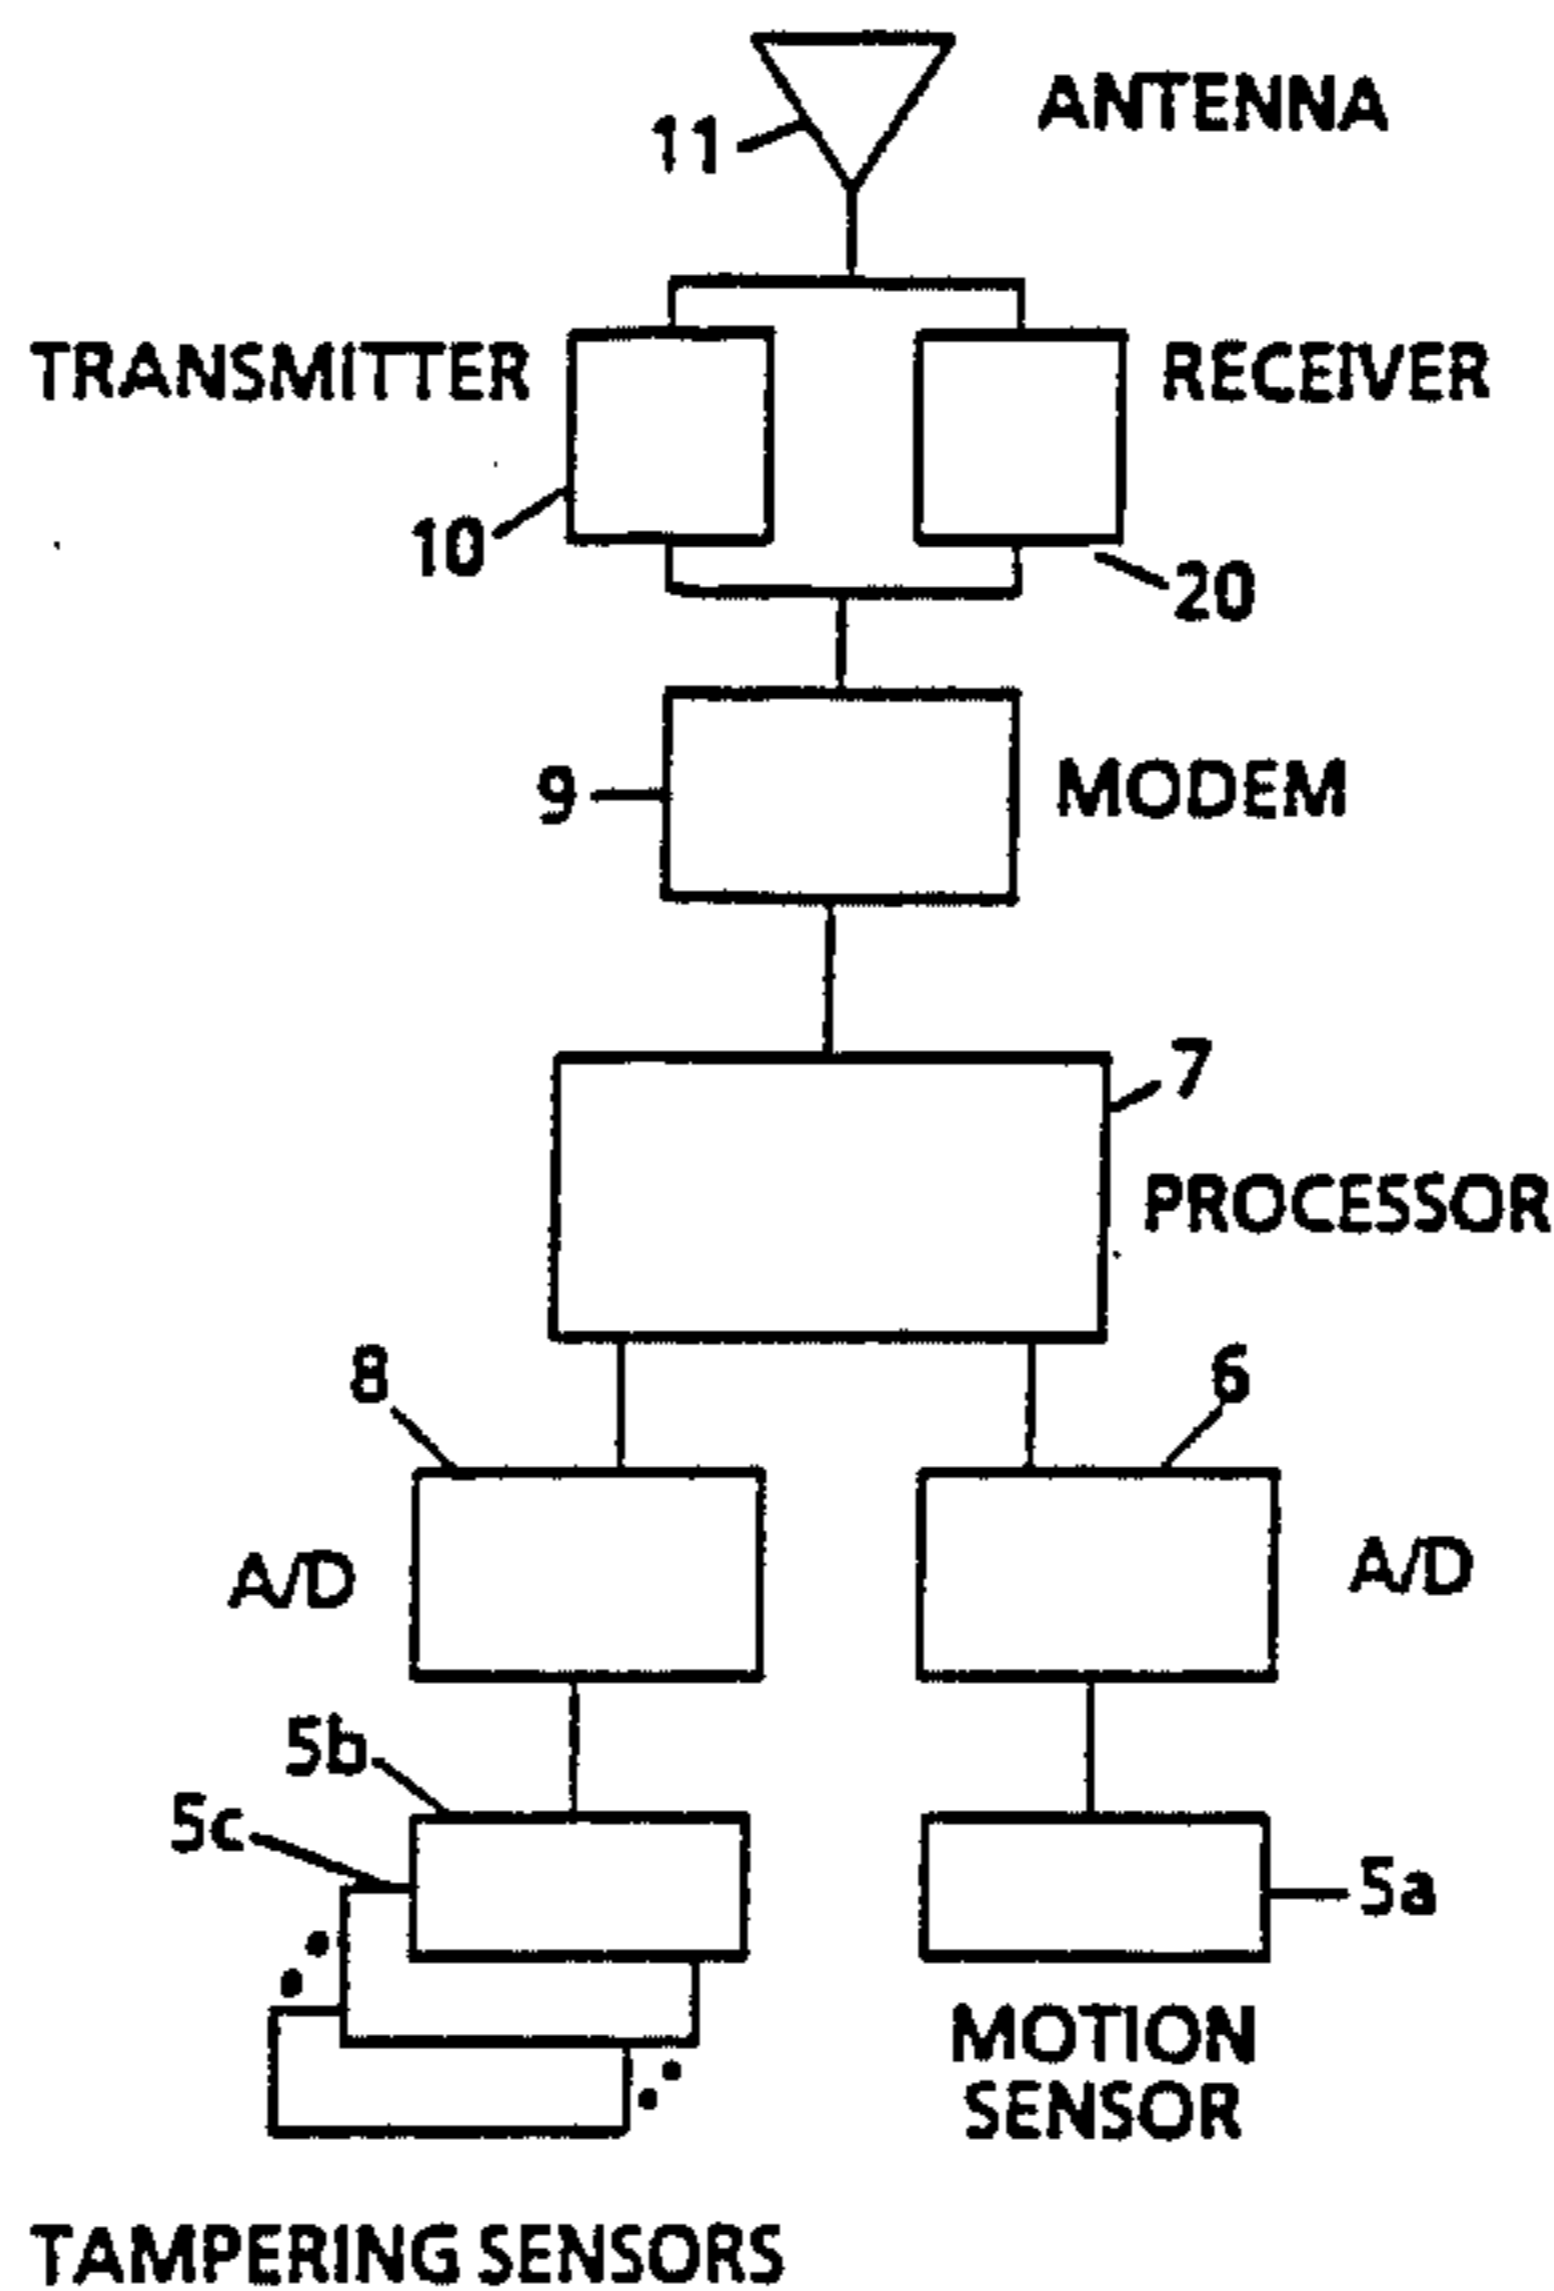 ANTENNA
11
TRANSMITTER
RECEIVER
10
20
9
MODEM
7
PROCESSOR
8
6
A/D
A/D
5b
5c
5a
MOTION
SENSOR
TAMPERING SENSORS